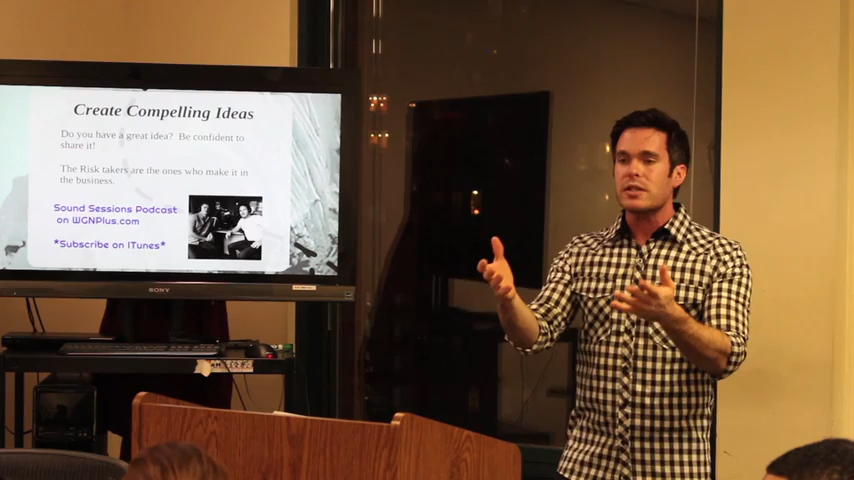 Create Compelling Ideas
Do you have a great idea? Be confident to
share it!
The Risk takers are the ones who make it in
the business.
Sound Sessions Podcast
on WGNPlus.com
*Subscribe on ITunes*
SONY